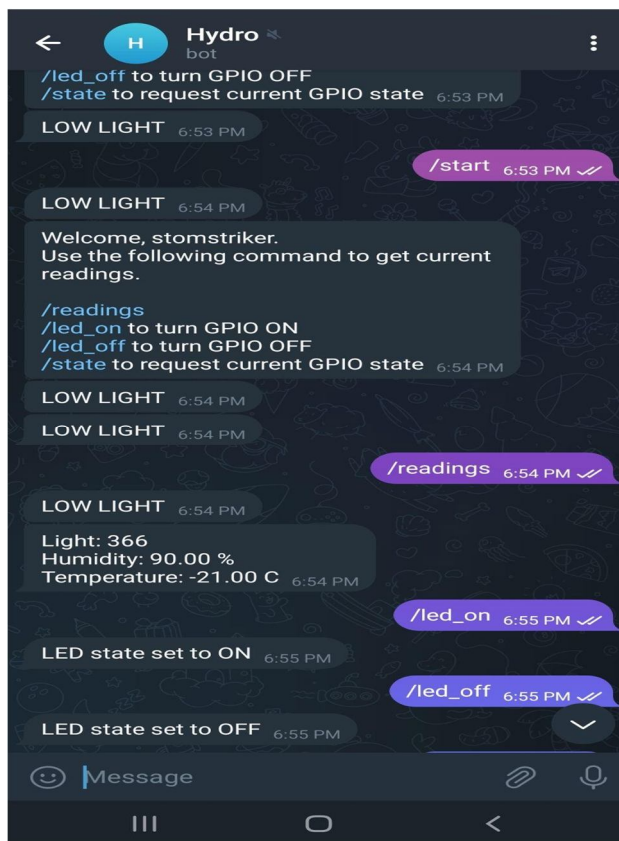 H
Hydro
bot
/led_off to turn GPIO OFF
/state to request current GPIO state 6:53 PM
LOW LIGHT 6:53 PM
/start 6:53 PM
LOW LIGHT 6:54 PM
Welcome, stomstriker.
Use the following command to get current
readings.
/readings
/led_on to turn GPIO ON
/led_off to turn GPIO OFF
/state to request current GPIO state 6:54 PM
LOW LIGHT 6:54 PM
LOW LIGHT 6:54 PM
/readings 6:54 PM
LOW LIGHT 6:54 PM
Light: 366
Humidity: 90.00 %
Temperature: -21.00 C 6:54 PM
/led_on 6:55 PM
LED state set to ON 6:55 PM
/led_off 6:55 PM
LED state set to OFF 6:55 PM
Message